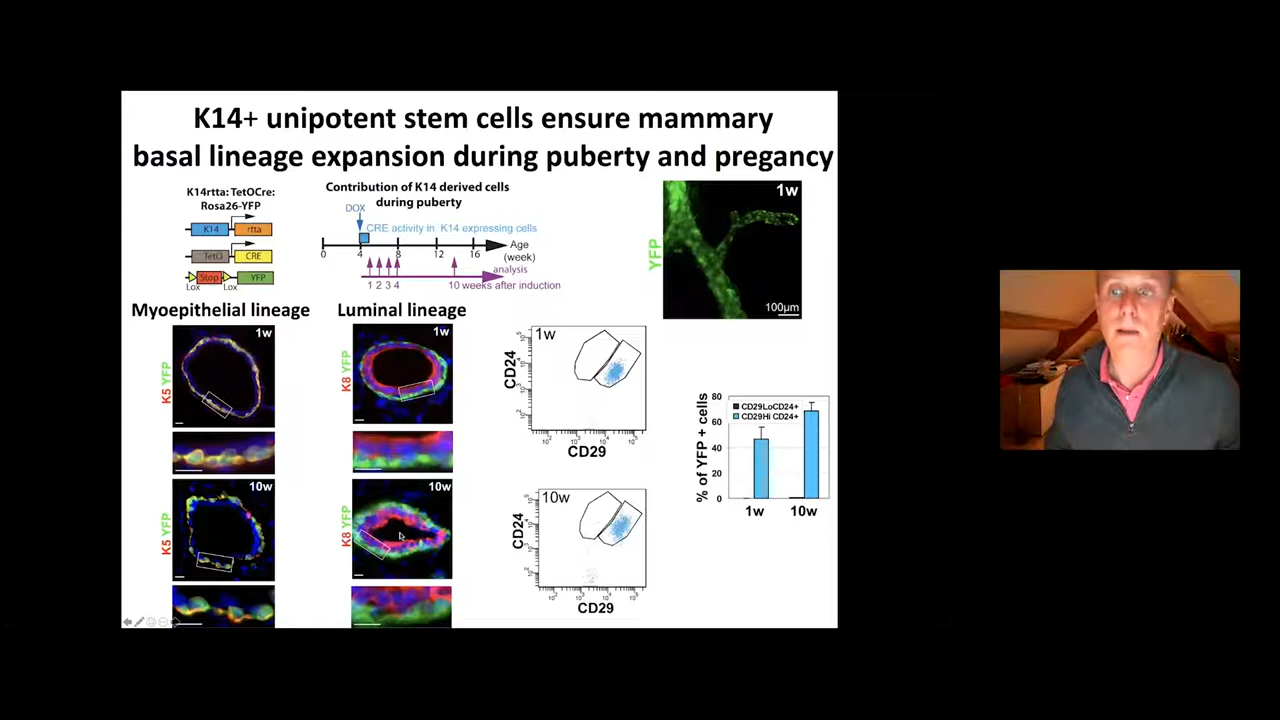 K14+ unipotent stem cells ensure mammary
basal lineage expansion during puberty and pregancy
K14rtta: TetOCre:
Rosa26-YFP
K14 rtta
TetO CRE
Stop YFP
Lox Lox
Contribution of K14 derived cells
during puberty
DOX
CRE activity in K14 expressing cells
0 4 8 12 16
Age
(week)
analysis
1 2 3 4 10 weeks after induction
1w
YFP
100µm
Myoepithelial lineage
Luminal lineage
K5 YFP
1w
K8 YFP
1w
K5 YFP
10w
K8 YFP
10w
1w
CD24
CD29
10w
CD24
CD29
% of YFP + cells
80
60
40
20
0
CD29LoCD24+
CD29Hi CD24+
1w 10w